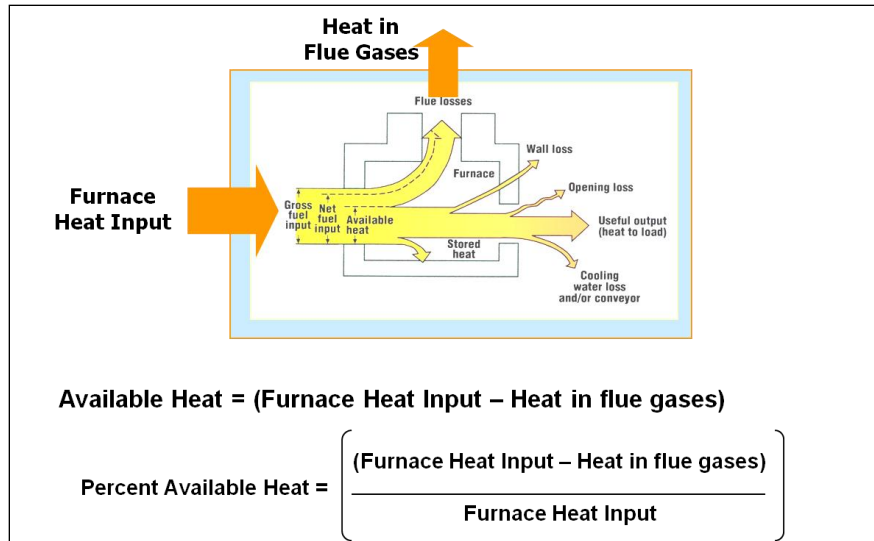 Heat in
Flue Gases
Flue losses
Wall loss
Furnace
Opening loss
Furnace
Heat Input
Gross
fuel
input
Net
fuel
input
Available
heat
Useful output
(heat to load)
Stored
heat
Cooling
water loss
and/or conveyor
Available Heat = (Furnace Heat Input – Heat in flue gases)
(Furnace Heat Input – Heat in flue gases)
Percent Available Heat =
Furnace Heat Input